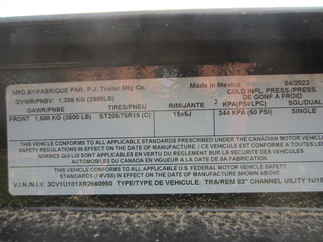 MFD. BY/FABRIQUE PAR: P.J. Trailer Mfg Co. Made in Mexico 04/2023
GVWR/PNBV: 1,356 KG (2990LB) COLD INFL. PRESS./PRESS.
DE GONF A FROID
GAWR/PNBE TIRES/PNEU RIM/JANTE KPA(PSI/LPC) SGL/DUAL
FRONT 1,588 KG (3500 LB) ST205/75R15 (C) 15x5J 344 KPA (50 PSI) SINGLE
THIS VEHICLE CONFORMS TO ALL APPLICABLE STANDARDS PRESCRIBED UNDER THE CANADIAN MOTOR VEHICLE
SAFETY REGULATIONS IN EFFECT ON THE DATE OF MANUFACTURE / CE VEHICULE EST CONFORME A TOUTES LES
NORMES QUI LUI SONT APPLICABLES EN VERTU DU REGLEMENT SUR LA SECURITE DES VEHICULES
AUTOMOBILES DU CANADA EN VIGUEUR A LA DATE DE SA FABRICATION.
THIS VEHICLE CONFORMS TO ALL APPLICABLE U.S. FEDERAL MOTOR VEHICLE SAFETY
STANDARDS (FMVSS) IN EFFECT ON THE DATE OF MANUFACTURE SHOWN ABOVE.
V.I.N./N.I.V. TYPE/TYPE DE VEHICULE: TRA/REM 83" CHANNEL UTILITY